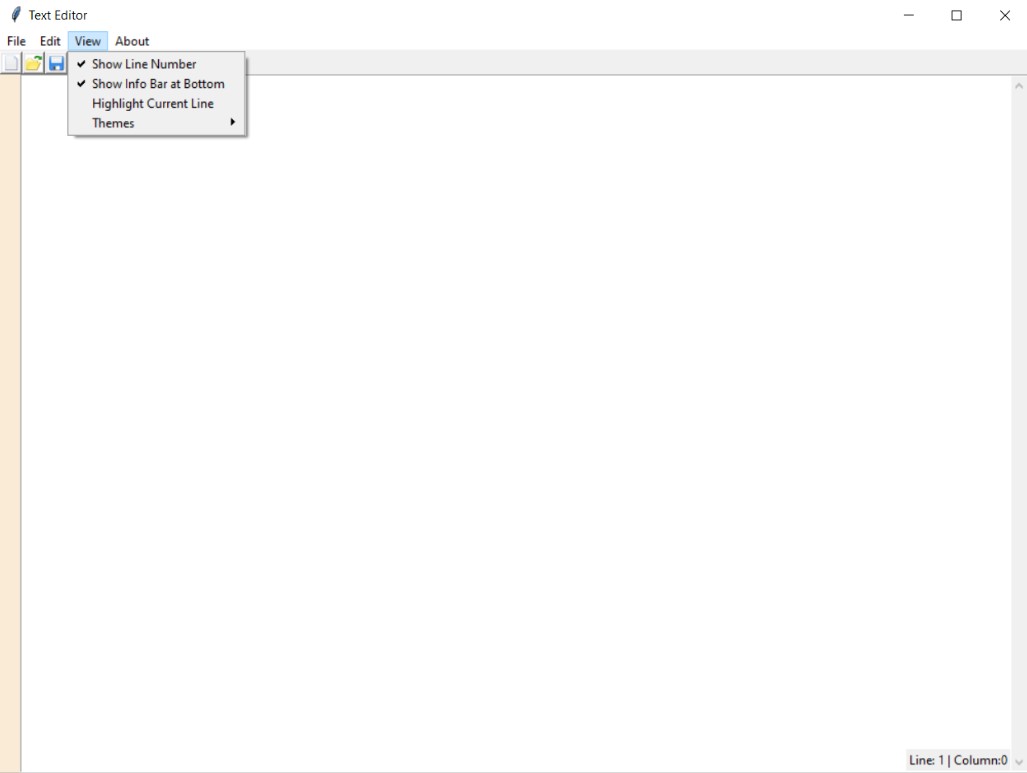 Text Editor
File Edit View About
Show Line Number
Show Info Bar at Bottom
Highlight Current Line
Themes
Line: 1 | Column:0